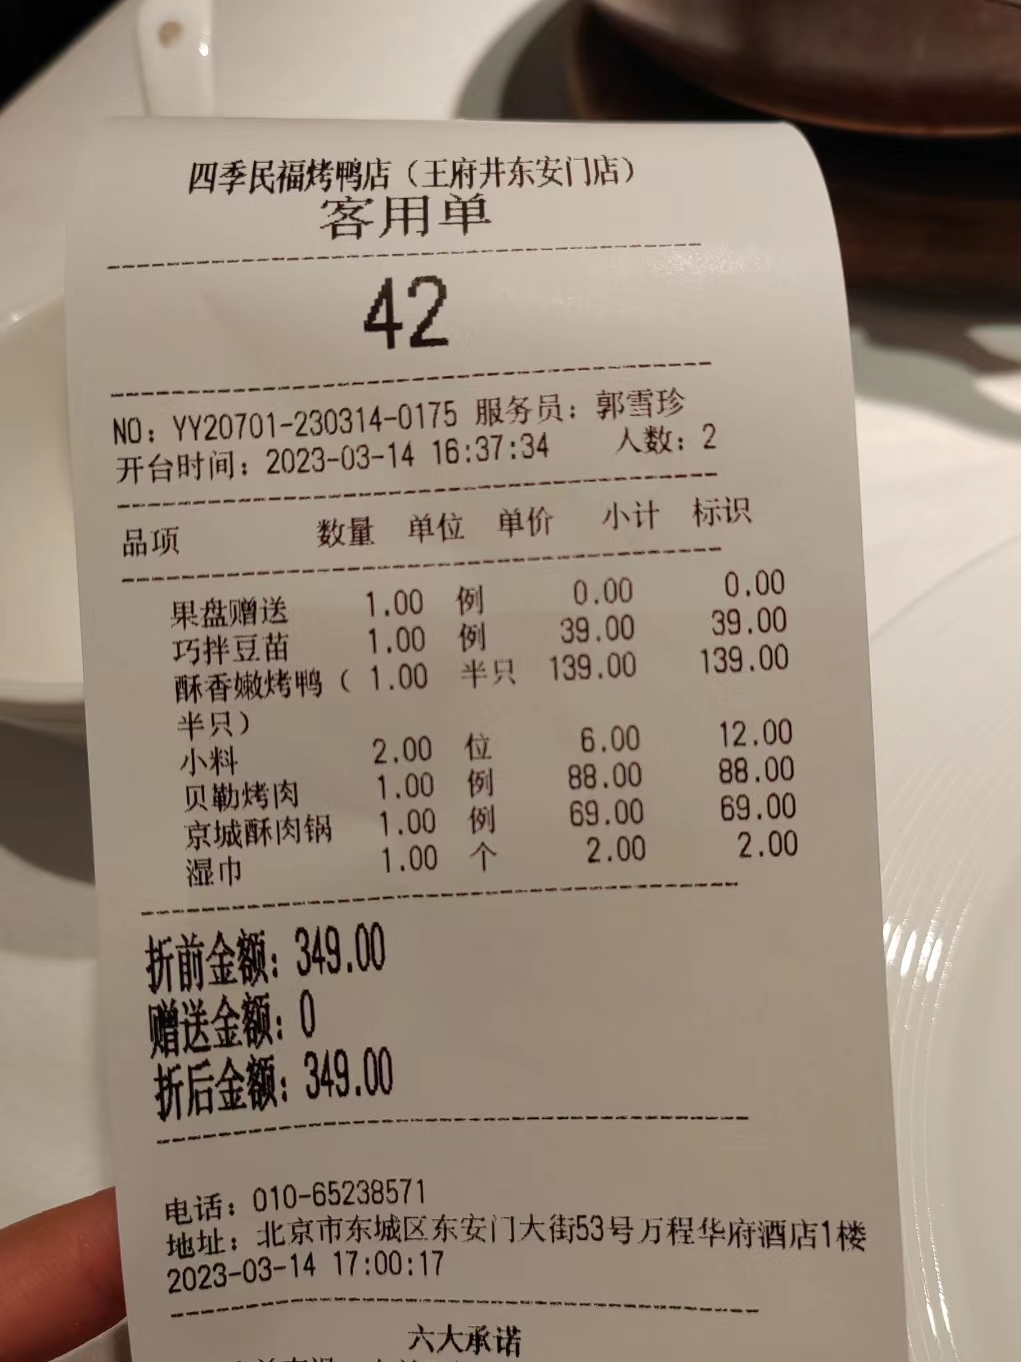 四季民福烤鸭店（王府井东安门店）
客用单
42
NO: YY20701-230314-0175 服务员: 郭雪珍
开台时间: 2023-03-14 16:37:34 人数: 2
品项 数量 单位 单价 小计 标识
果盘赠送 1.00 例 0.00 0.00
巧拌豆苗 1.00 例 39.00 39.00
酥香嫩烤鸭（ 1.00 半只 139.00 139.00
半只）
小料 2.00 位 6.00 12.00
贝勒烤肉 1.00 例 88.00 88.00
京城酥肉锅 1.00 例 69.00 69.00
湿巾 1.00 个 2.00 2.00
折前金额: 349.00
赠送金额: 0
折后金额: 349.00
电话: 010-65238571
地址: 北京市东城区东安门大街53号万程华府酒店1楼
2023-03-14 17:00:17
六大承诺